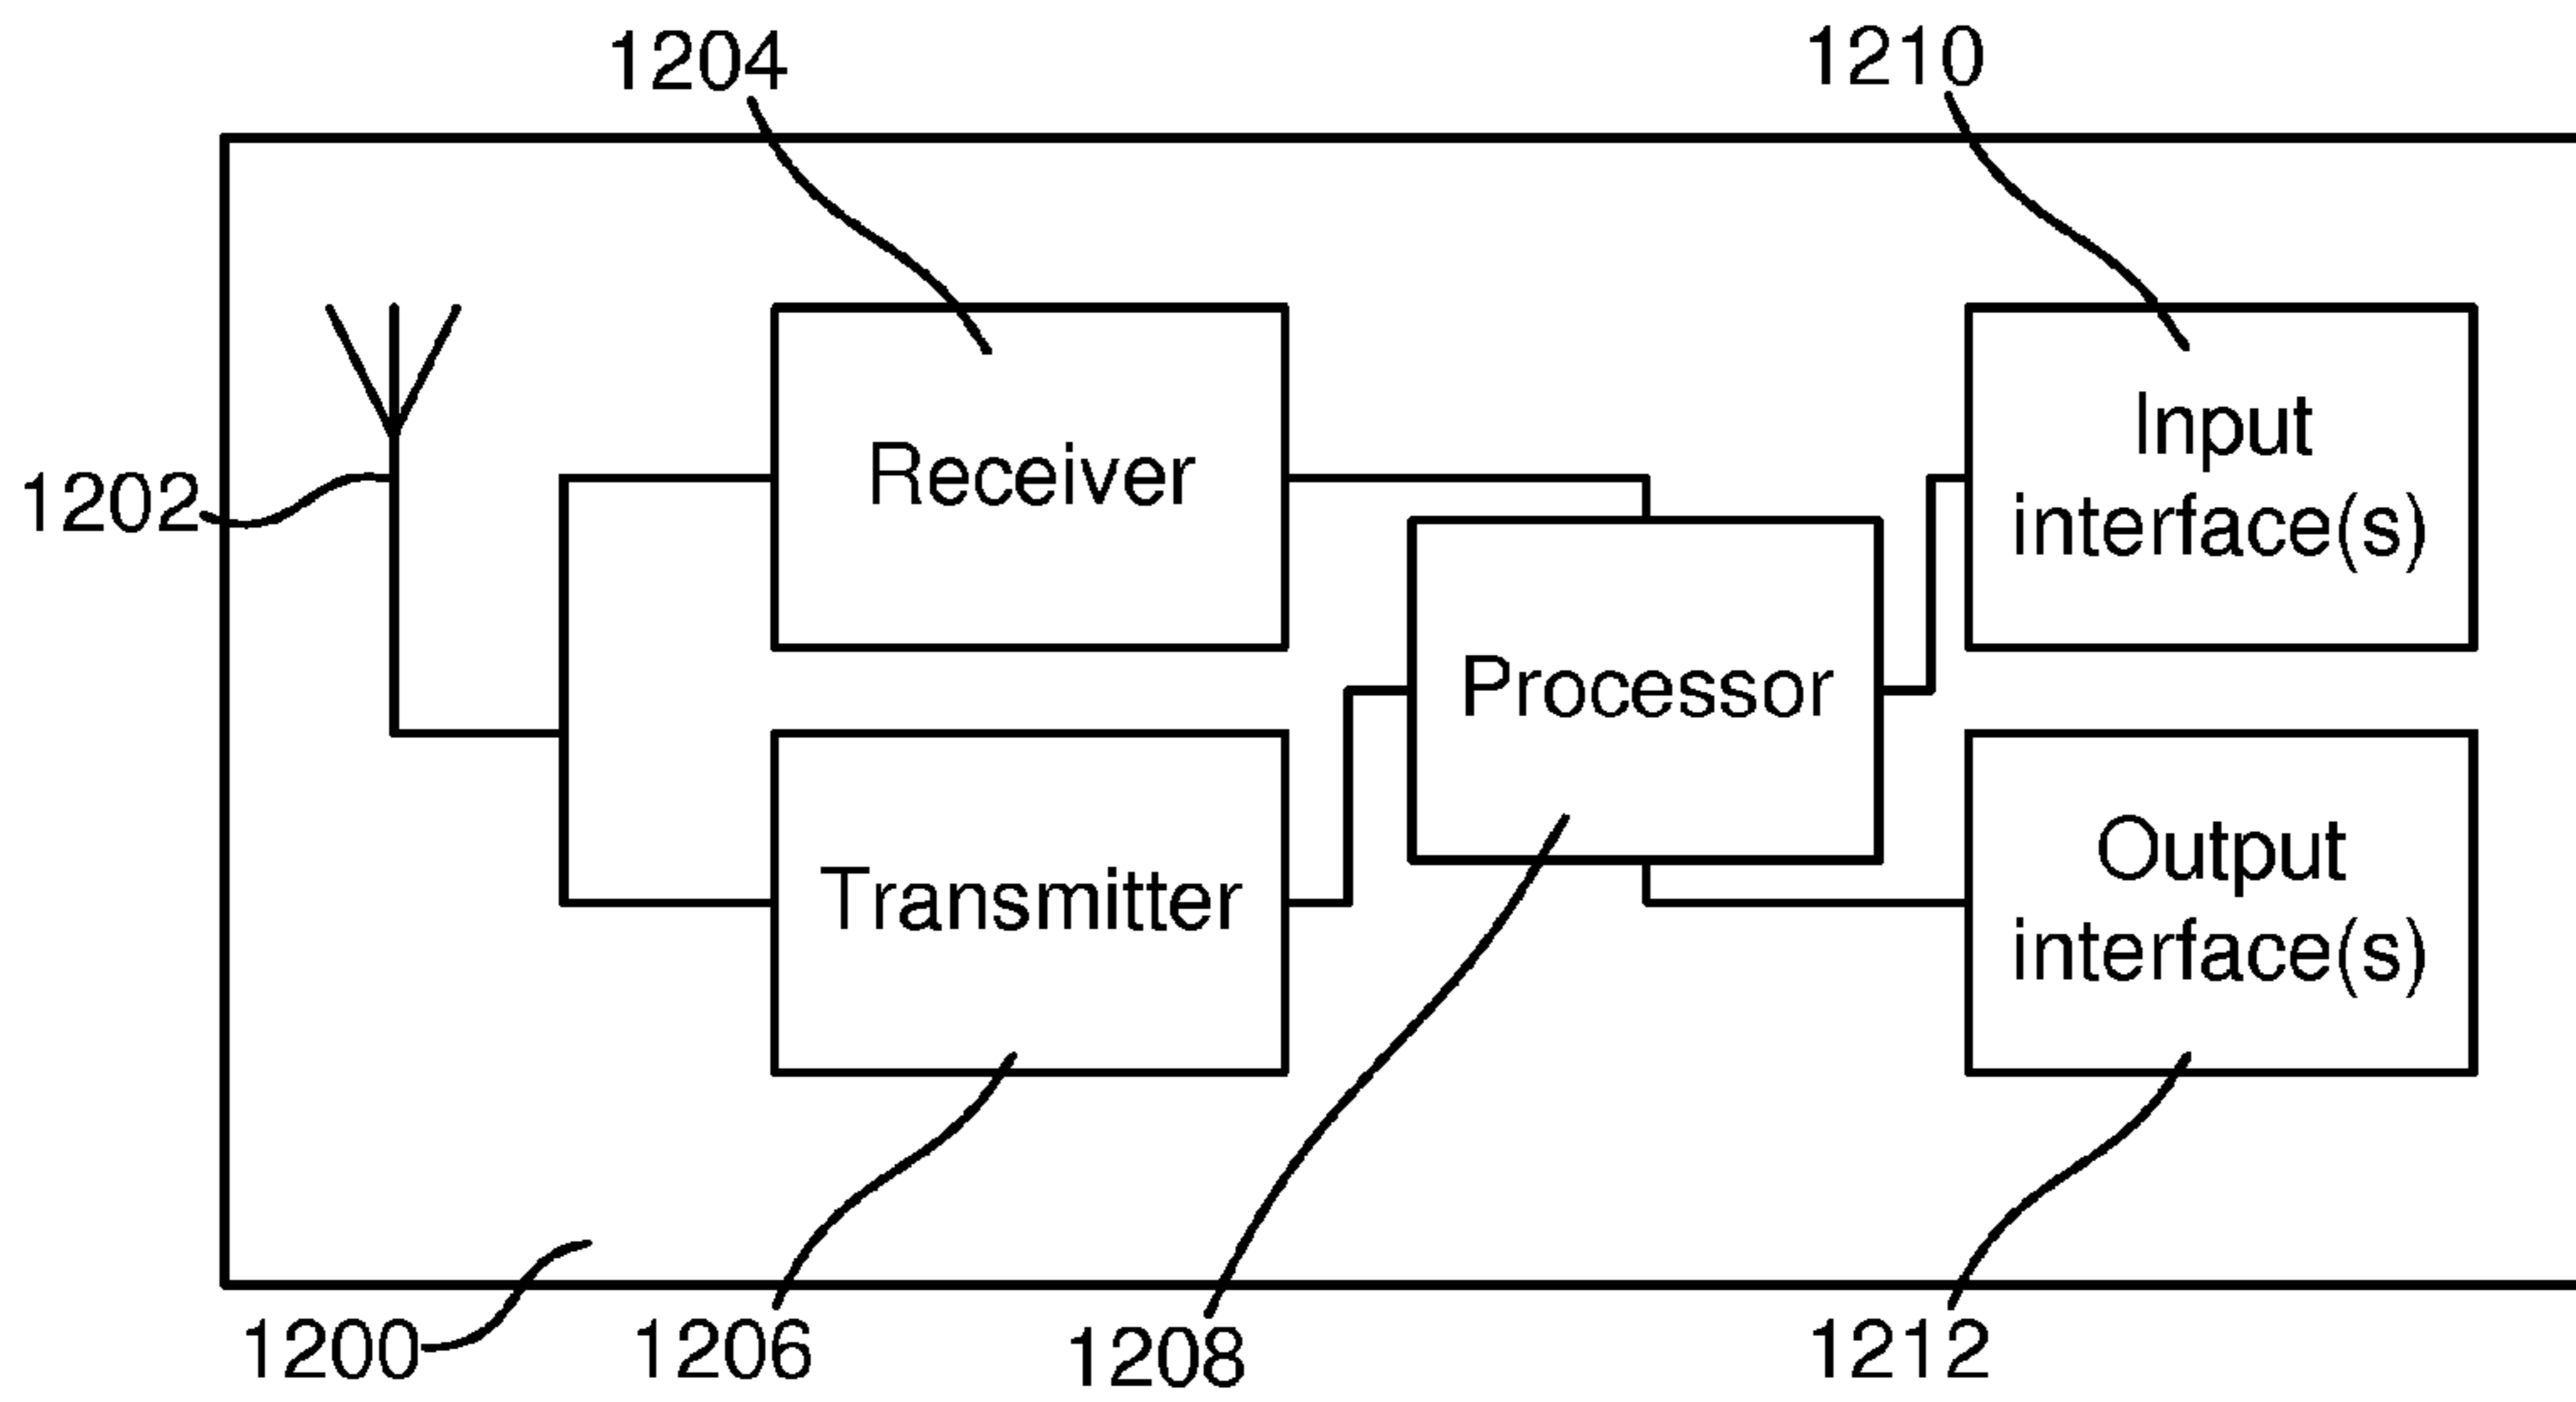 1204
1210
1202
Receiver
Input
interface(s)
Processor
Transmitter
Output
interface(s)
1200
1206
1208
1212